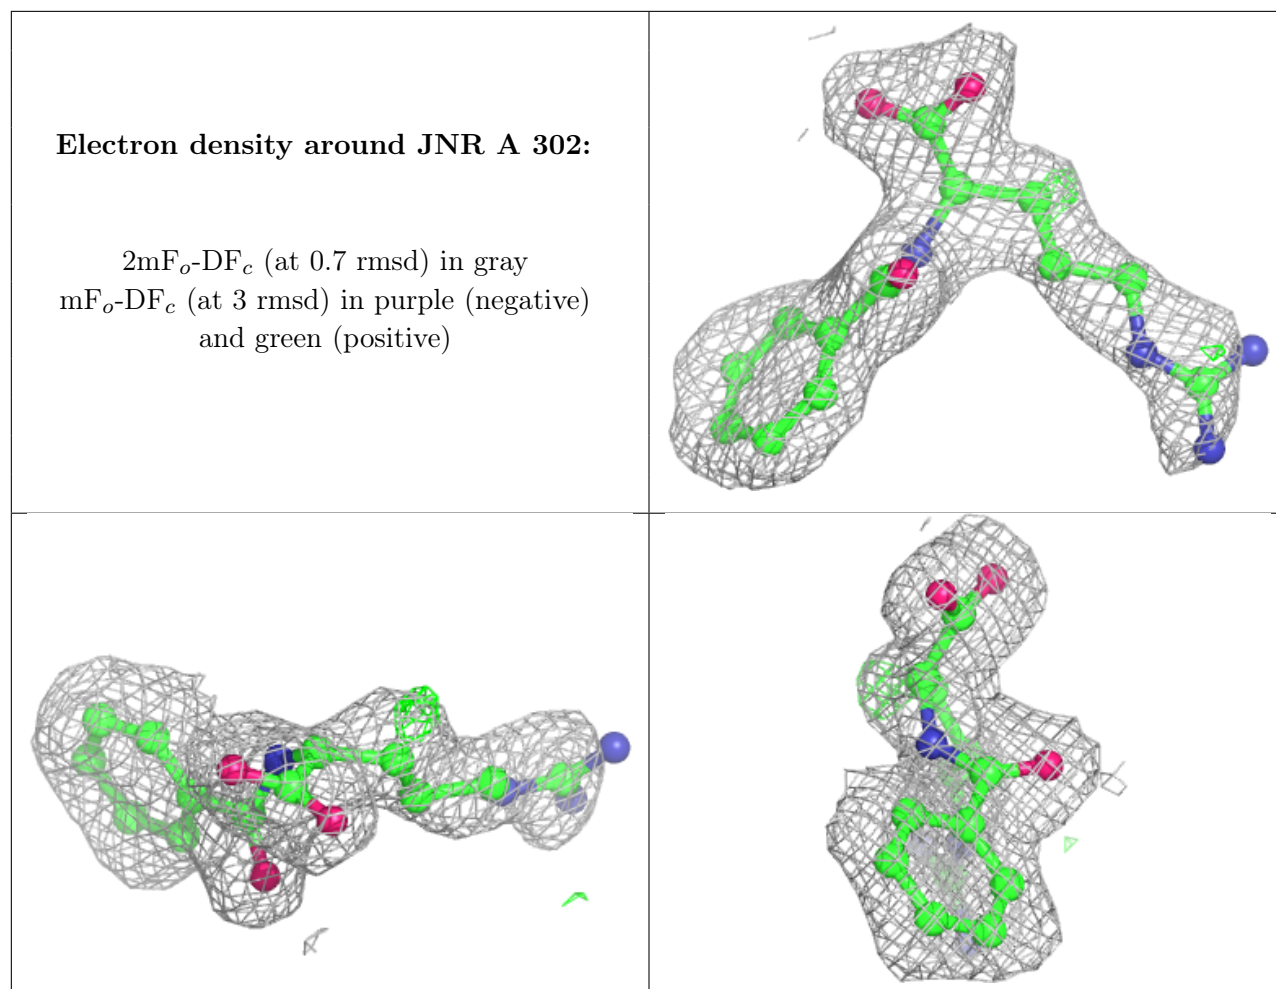 Electron density around JNR A 302:
2mFₒ-DF𝒸 (at 0.7 rmsd) in gray
mFₒ-DF𝒸 (at 3 rmsd) in purple (negative)
and green (positive)